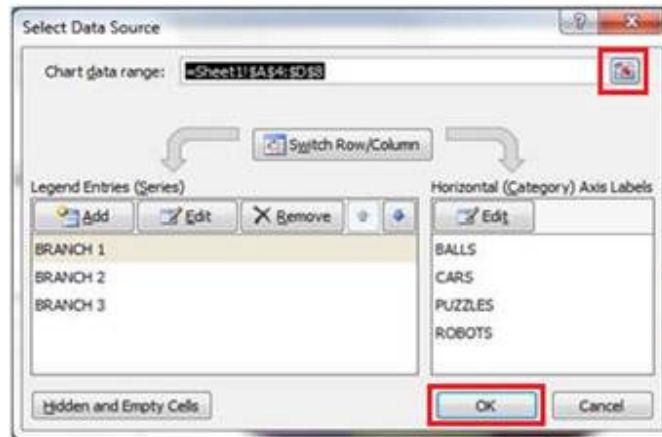 Select Data Source
Chart data range: =Sheet1!$A$4:$D$8
Switch Row/Column
Legend Entries (Series)
Add Edit Remove
BRANCH 1
BRANCH 2
BRANCH 3
Horizontal (Category) Axis Labels
Edit
BALLS
CARS
PUZZLES
ROBOTS
Hidden and Empty Cells
OK Cancel